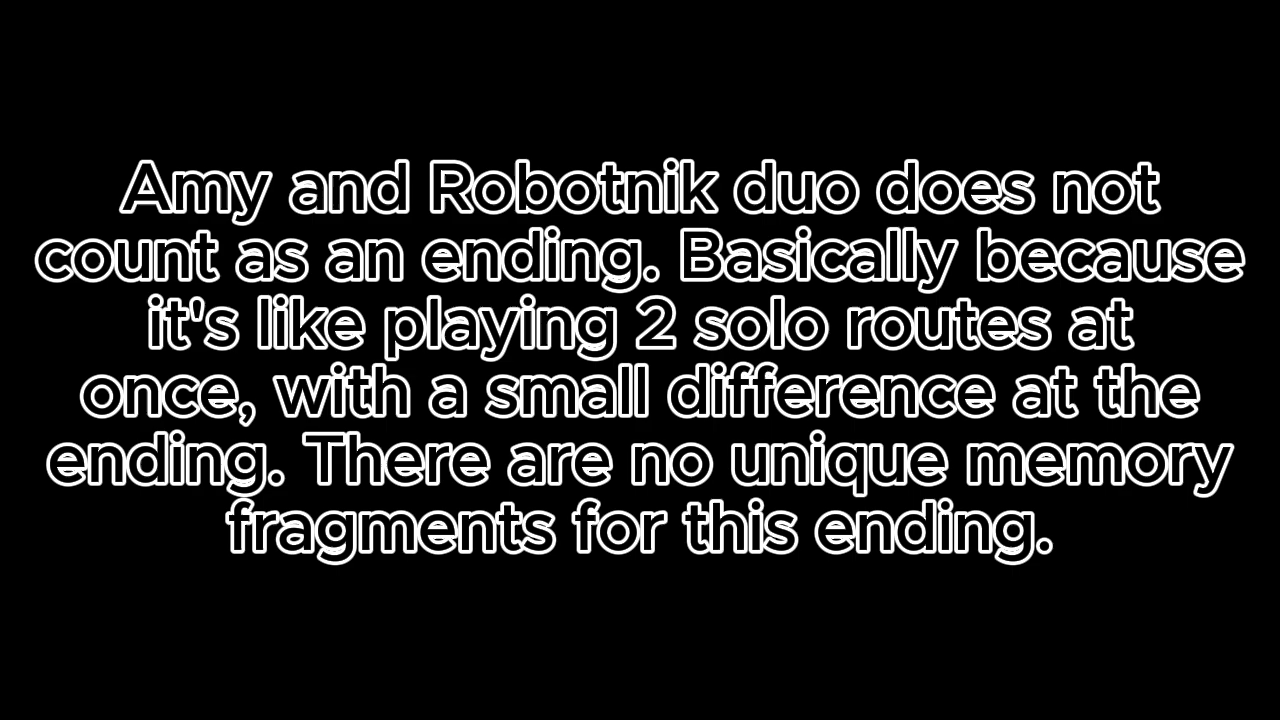 Amy and Robotnik duo does not
count as an ending. Basically because
it's like playing 2 solo routes at
once, with a small difference at the
ending. There are no unique memory
fragments for this ending.